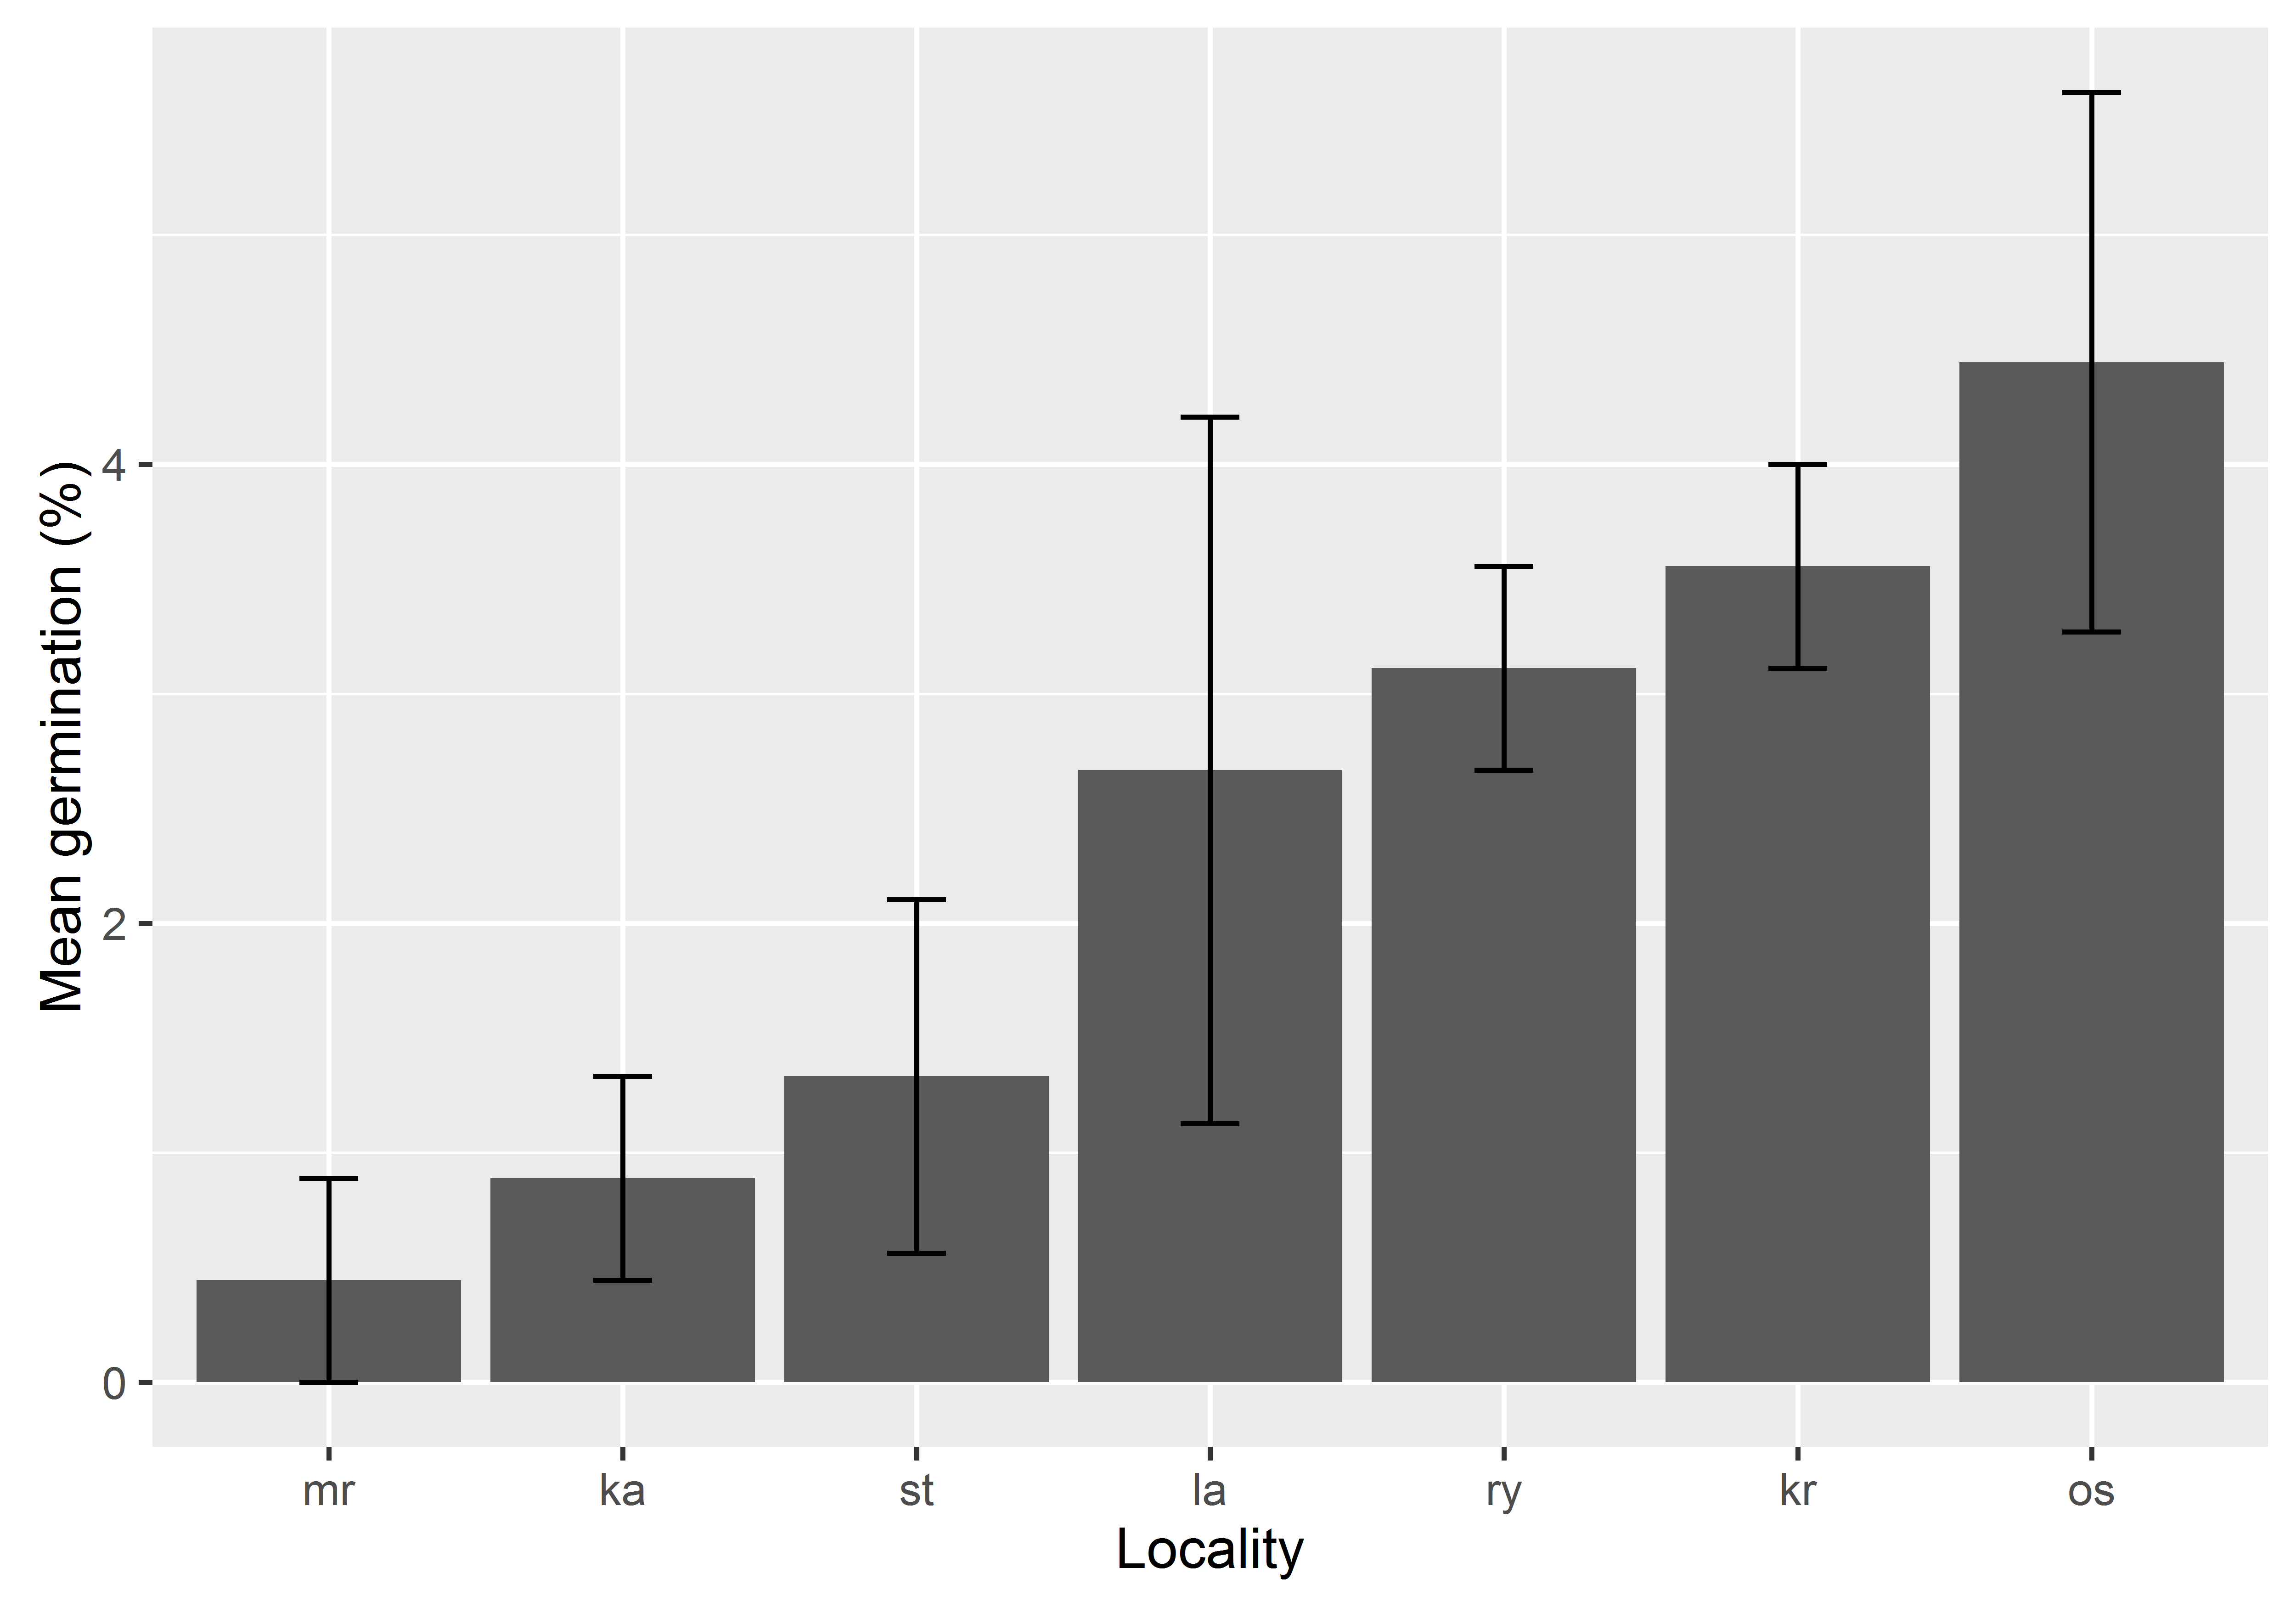 Mean germination (%)
4
2
0
mr ka st la ry kr os
Locality